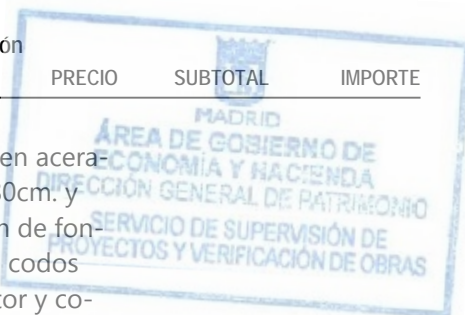 ón
PRECIO SUBTOTAL IMPORTE
MADRID
ÁREA DE GOBIERNO DE
en acera-
ECONOMÍA Y HACIENDA
0cm. y
DIRECCIÓN GENERAL DE PATRIMONIO
n de fon-
SERVICIO DE SUPERVISIÓN DE
PROYECTOS Y VERIFICACIÓN DE OBRAS
codos
tor y co-